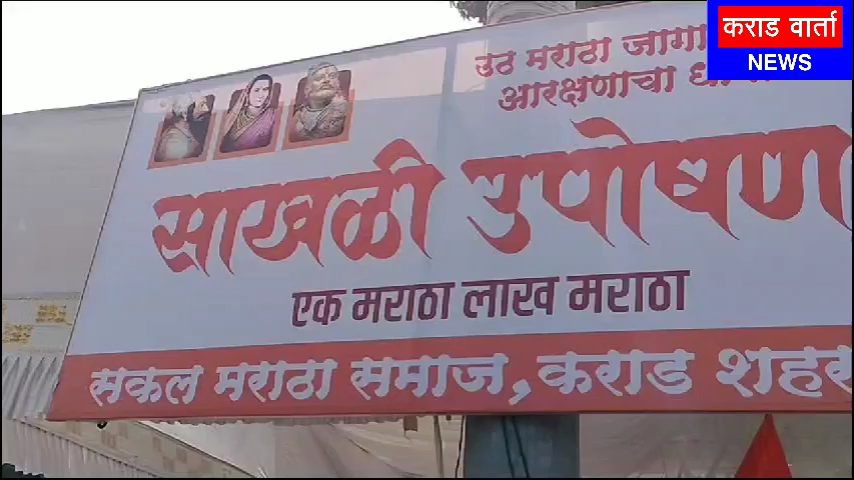 कराड वार्ता
NEWS
उठ मराठा जागा
आरक्षणाचा
साखळी उपोषण
एक मराठा लाख मराठा
सकल मराठा समाज, कराड शहर